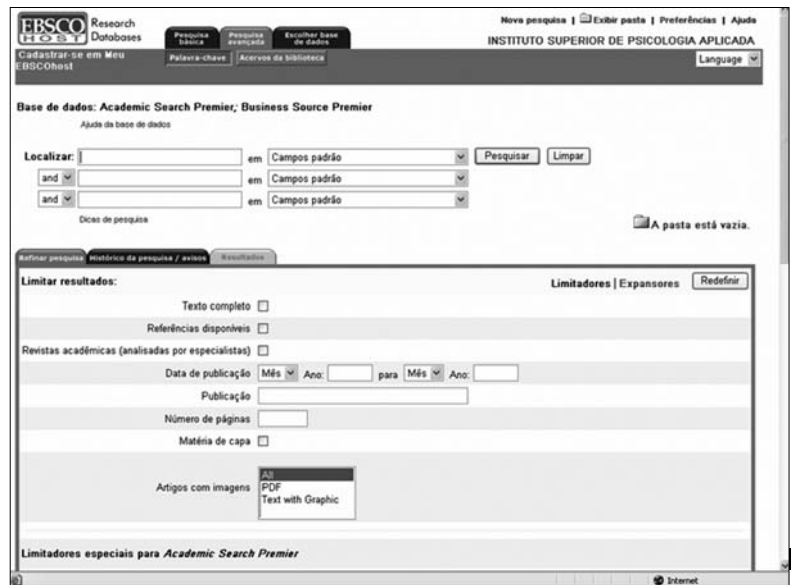 EBSCO HOST Research Databases
Pesquisa básica
Pesquisa avançada
Escolher base de dados
Nova pesquisa | Exibir pasta | Preferências | Ajuda
INSTITUTO SUPERIOR DE PSICOLOGIA APLICADA
Cadastrar-se em Meu EBSCOhost
Palavra-chave
Acervos da biblioteca
Language
Base de dados: Academic Search Premier; Business Source Premier
Ajuda da base de dados
Localizar: em Campos padrão Pesquisar Limpar
and em Campos padrão
and em Campos padrão
Dicas de pesquisa
A pasta está vazia.
Refinar pesquisa Histórico da pesquisa / avisos Resultados
Limitar resultados: Limitadores | Expansores Redefinir
Texto completo
Referências disponíveis
Revistas acadêmicas (analisadas por especialistas)
Data de publicação Mês Ano: para Mês Ano:
Publicação
Número de páginas
Matéria de capa
Artigos com imagens
All
PDF
Text with Graphic
Limitadores especiais para Academic Search Premier
Internet